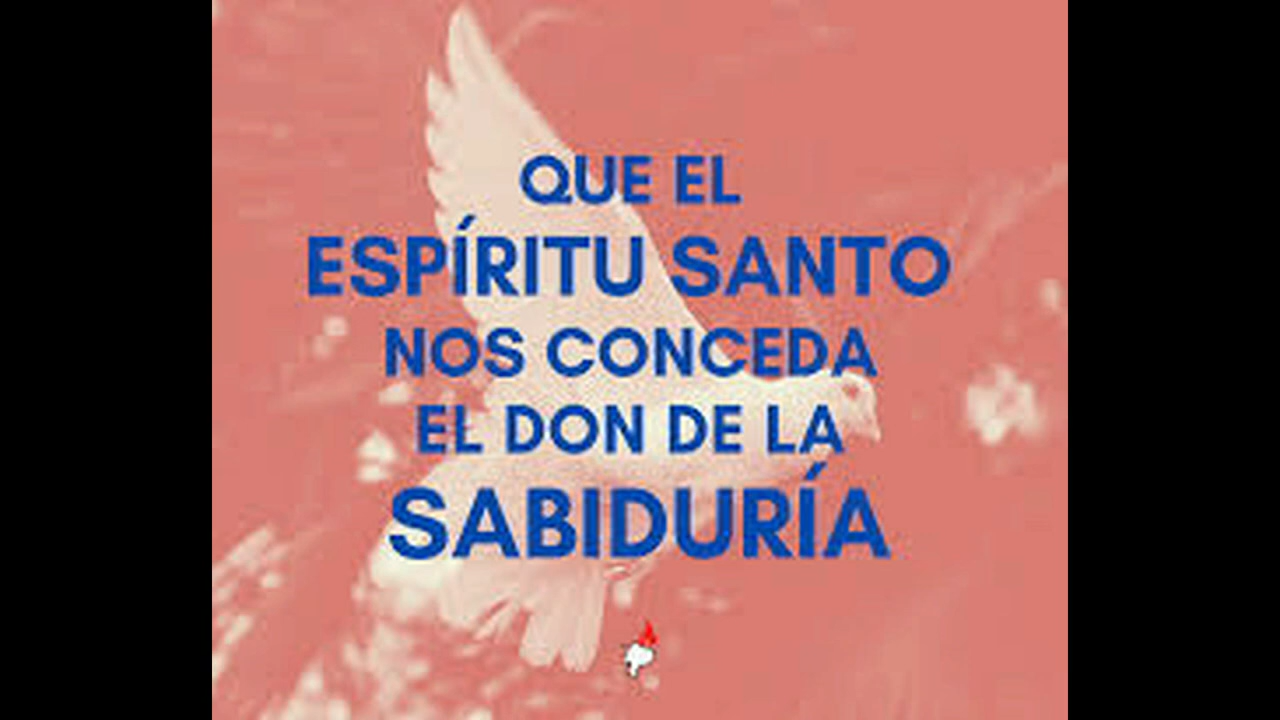 QUE EL
ESPÍRITU SANTO
NOS CONCEDA
EL DON DE LA
SABIDURÍA